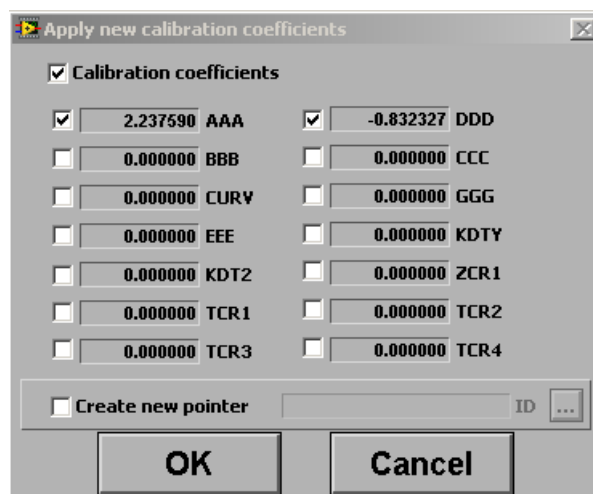 Apply new calibration coefficients
Calibration coefficients
2.237590 AAA -0.832327 DDD
0.000000 BBB 0.000000 CCC
0.000000 CURV 0.000000 GGG
0.000000 EEE 0.000000 KDTY
0.000000 KDT2 0.000000 ZCR1
0.000000 TCR1 0.000000 TCR2
0.000000 TCR3 0.000000 TCR4
Create new pointer ID ...
OK Cancel